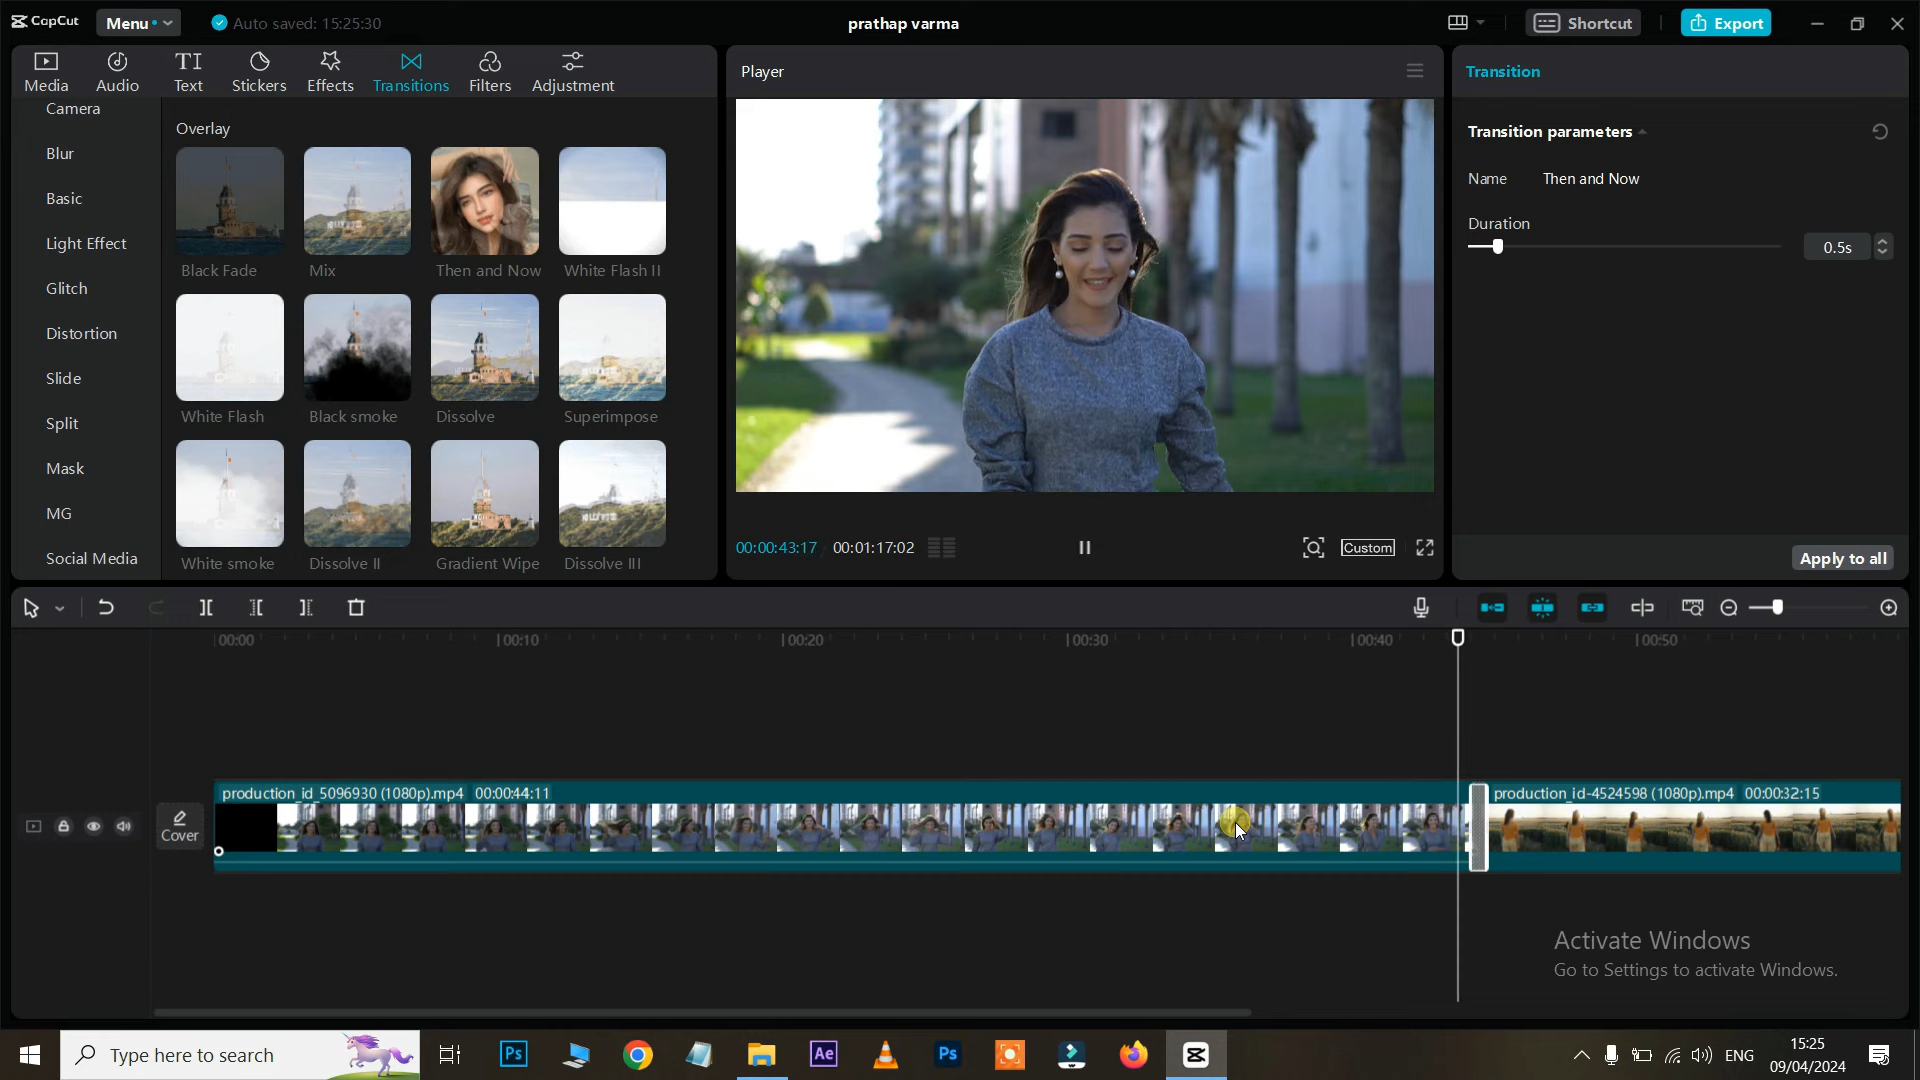 CapCut
Menu
Auto saved: 15:25:30
prathap varma
Shortcut
Export
Media
Audio
Text
Stickers
Effects
Transitions
Filters
Adjustment
Camera
Blur
Basic
Light Effect
Glitch
Distortion
Slide
Split
Mask
MG
Social Media
Overlay
Black Fade
Mix
Then and Now
White Flash II
White Flash
Black smoke
Dissolve
Superimpose
White smoke
Dissolve II
Gradient Wipe
Dissolve III
Player
00:00:43:17
00:01:17:02
Custom
Transition
Transition parameters
Name
Then and Now
Duration
0.5s
Apply to all
00:00
00:10
00:20
00:30
00:40
00:50
Cover
production_id_5096930 (1080p).mp4 00:00:44:11
production_id-4524598 (1080p).mp4 00:00:32:15
Activate Windows
Go to Settings to activate Windows.
Type here to search
Ps
Ae
Ps
ENG
15:25
09/04/2024